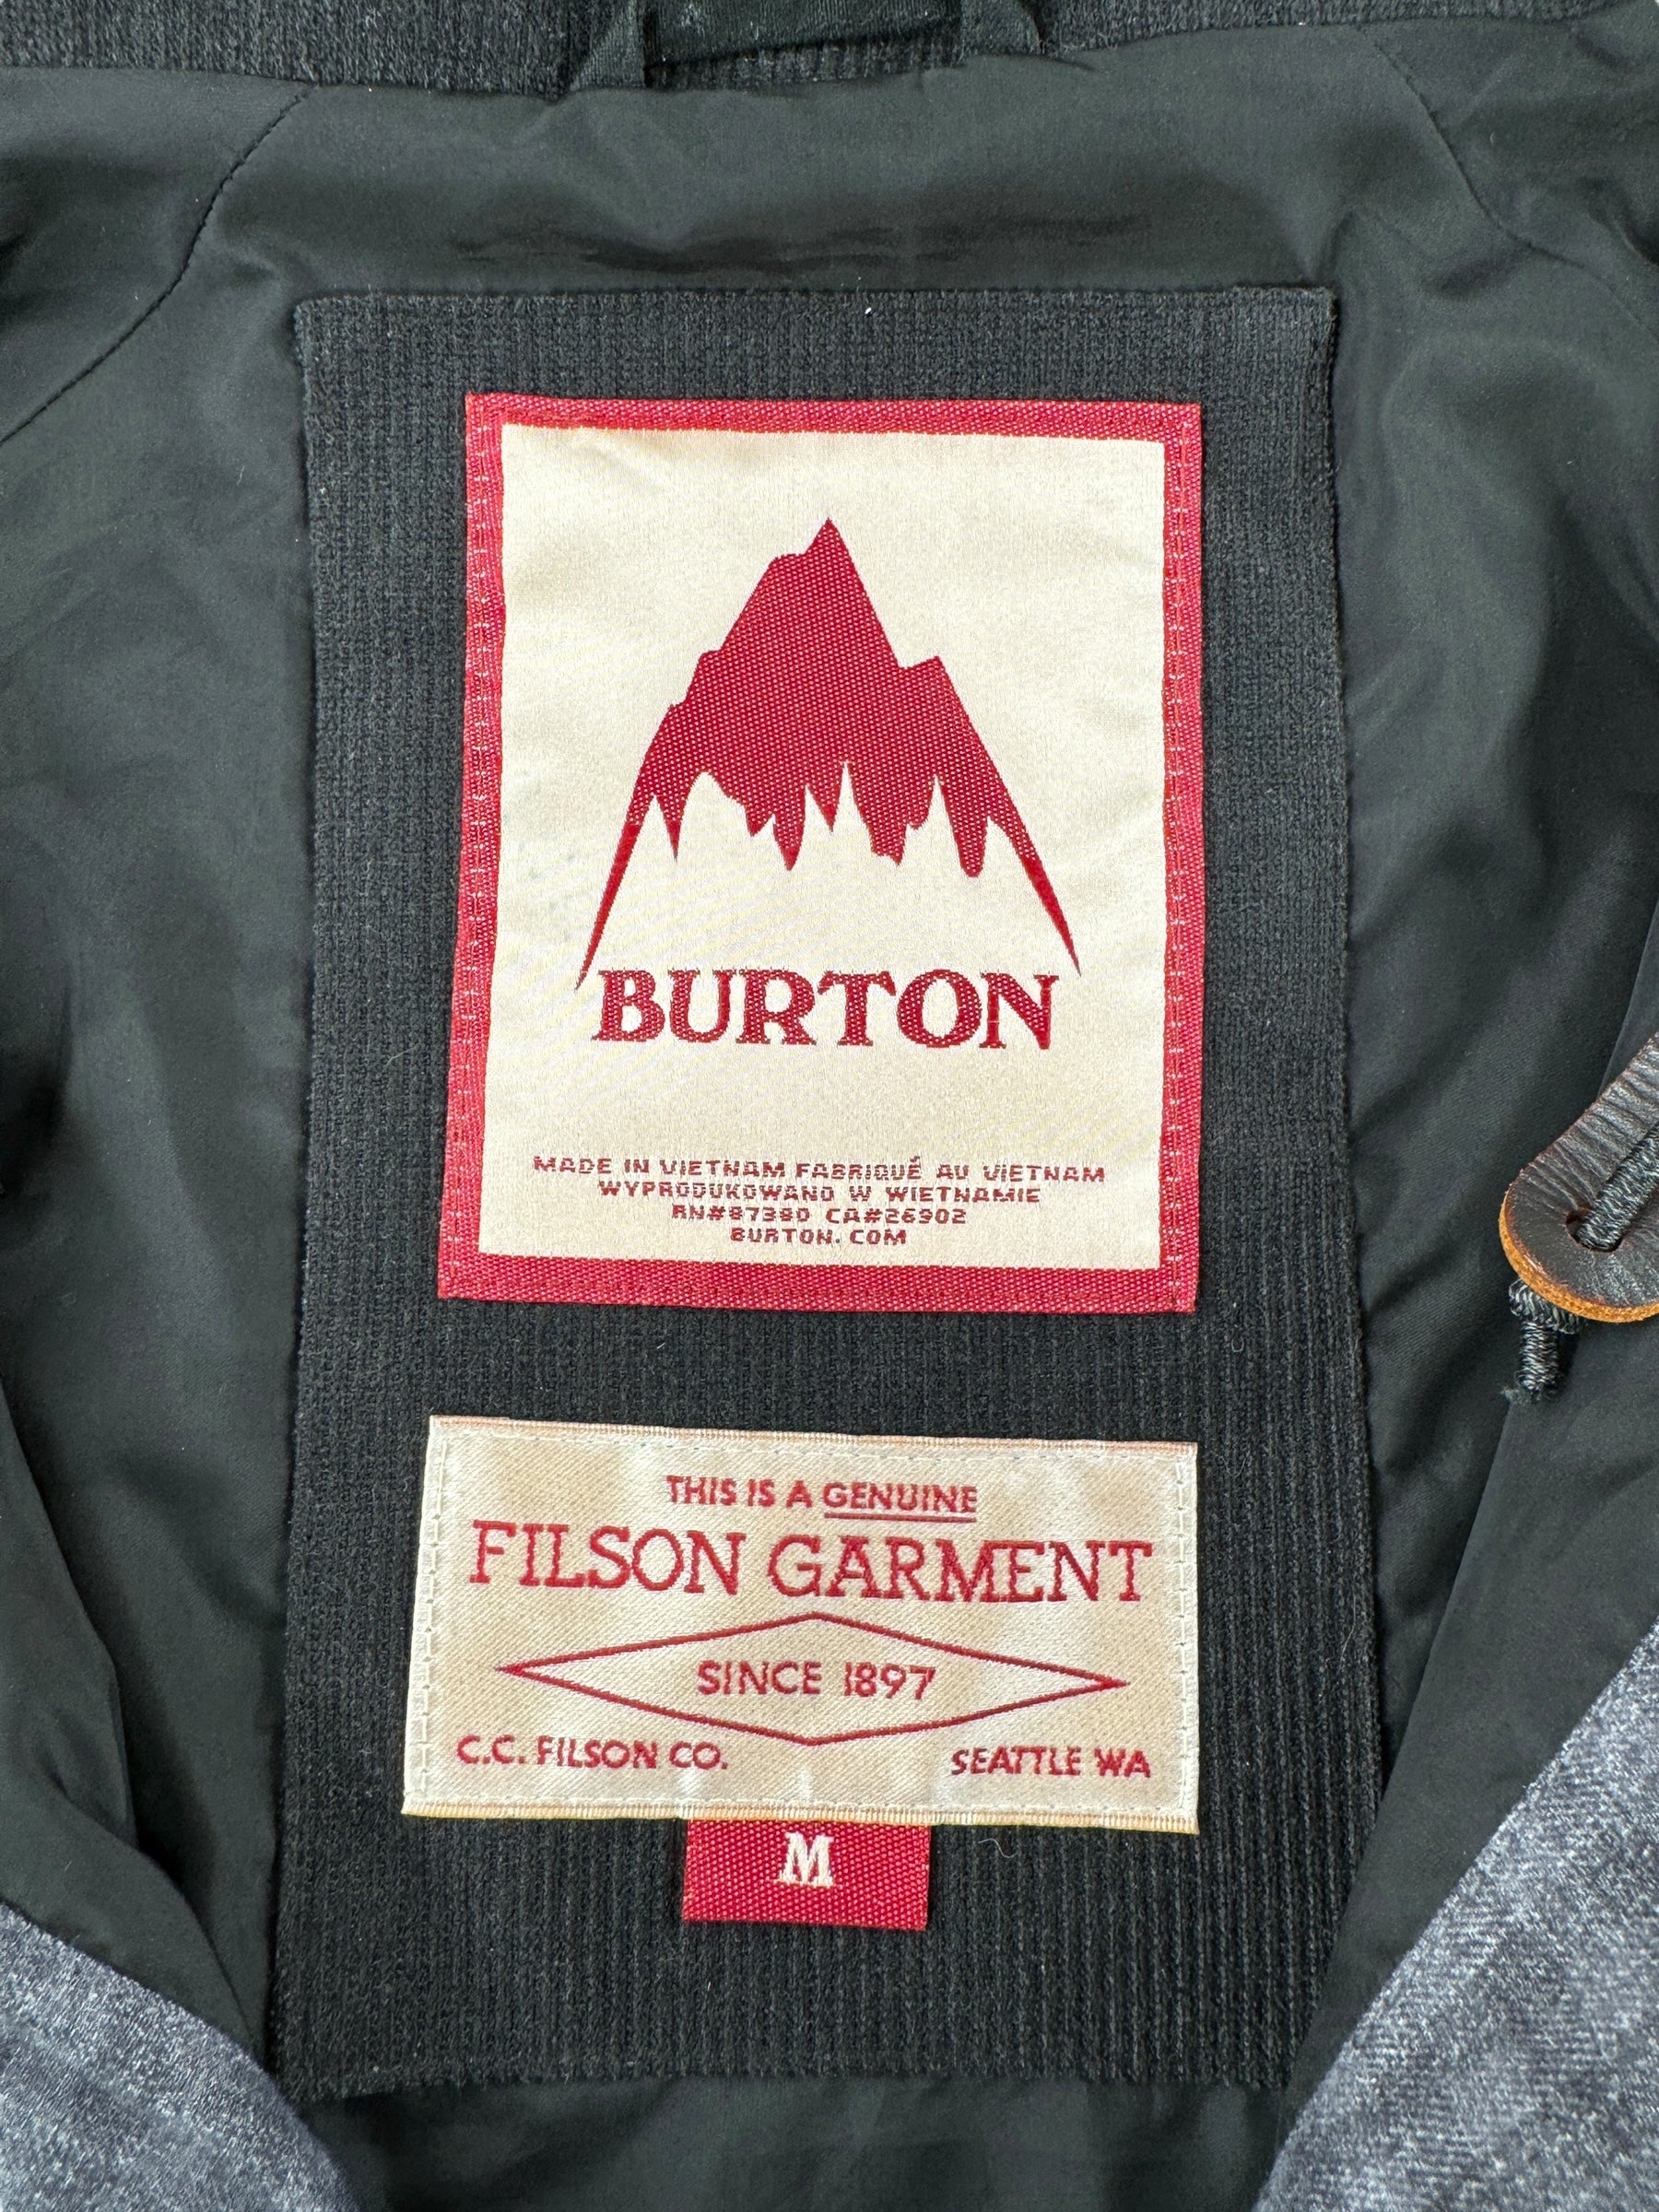 BURTON
MADE IN VIETNAM FABRIQUÉ AU VIETNAM
WYPRODUKOWANO W WIETNAMIE
RN#87380 CA#26902
BURTON.COM
THIS IS A GENUINE
FILSON GARMENT
SINCE 1897
C.C. FILSON CO. SEATTLE WA
M